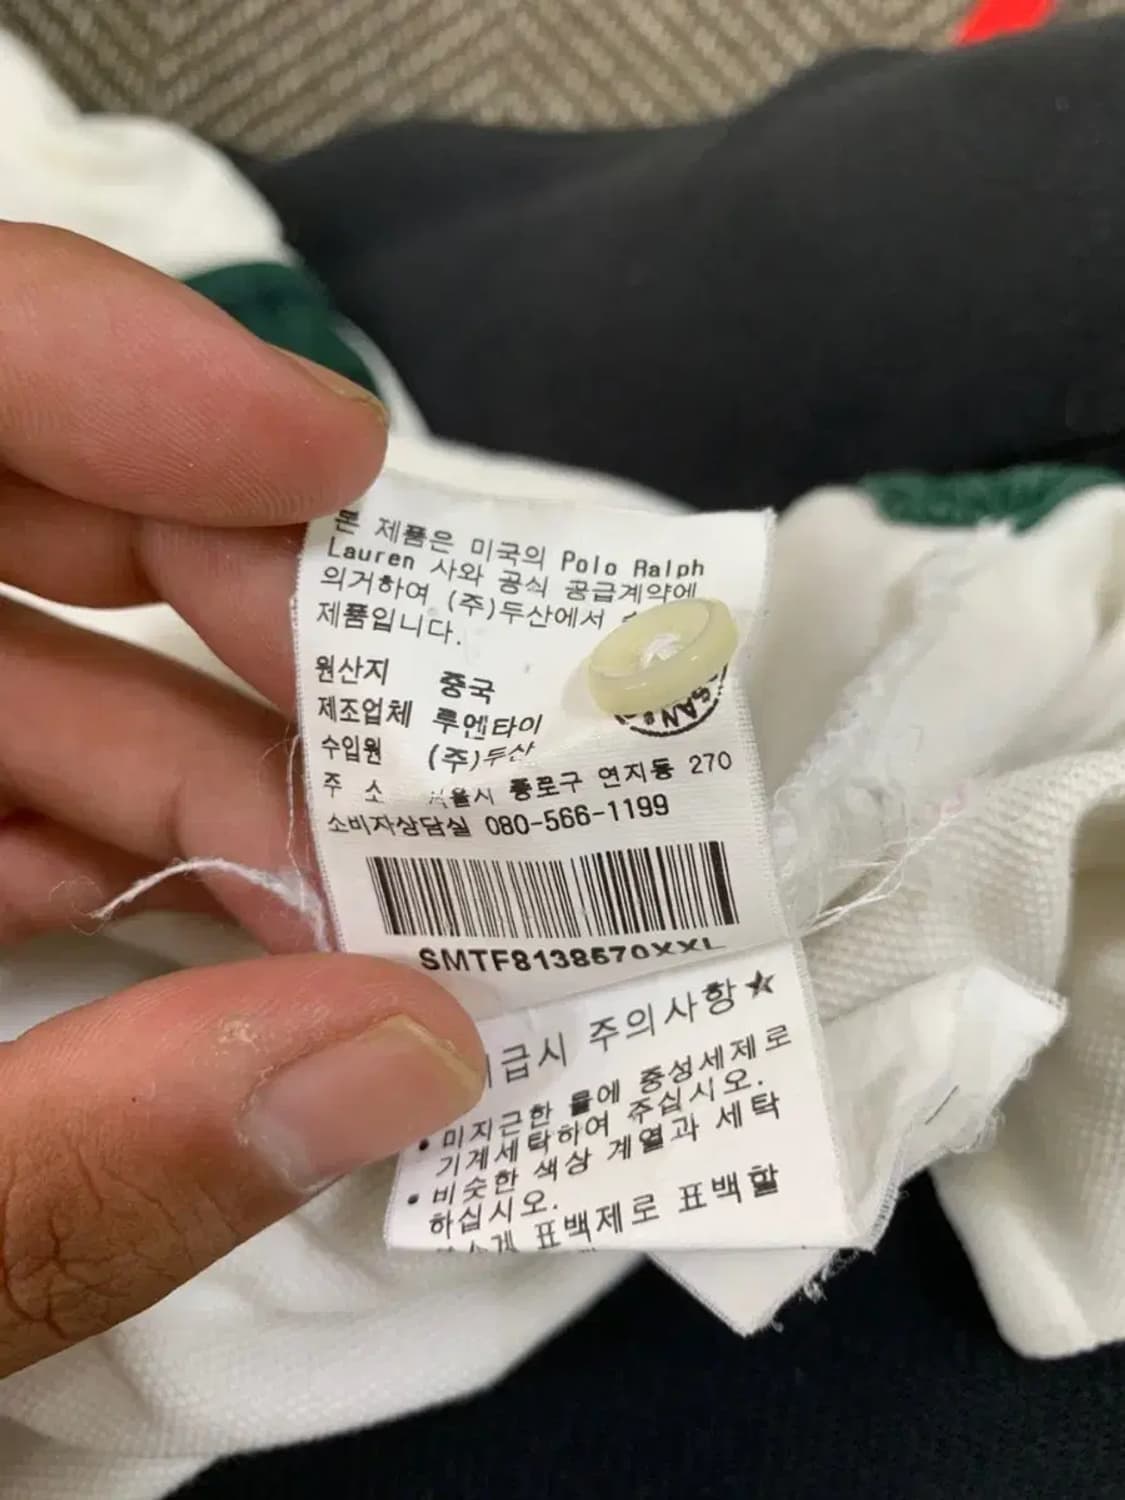 본 제품은 미국의 Polo Ralph
Lauren 사와 공식 공급계약에
의거하여 (주)두산에서
제품입니다.
원산지 중국
제조업체 루엔타이
수입원 (주)두산
주 소 서울시 종로구 연지동 270
소비자상담실 080-566-1199
SMTF8138670XXL
취급시 주의사항★
• 미지근한 물에 중성세제로
기계세탁하여 주십시오.
• 비슷한 색상 계열과 세탁
하십시오.
표백제로 표백할